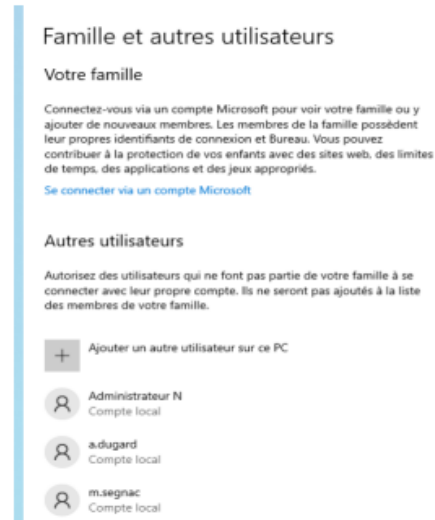 Famille et autres utilisateurs
Votre famille
Connectez-vous via un compte Microsoft pour voir votre famille ou y
ajouter de nouveaux membres. Les membres de la famille possèdent
leur propres identifiants de connexion et Bureau. Vous pouvez
contribuer à la protection de vos enfants avec des sites web, des limites
de temps, des applications et des jeux appropriés.
Se connecter via un compte Microsoft
Autres utilisateurs
Autorisez des utilisateurs qui ne font pas partie de votre famille à se
connecter avec leur propre compte. Ils ne seront pas ajoutés à la liste
des membres de votre famille.
Ajouter un autre utilisateur sur ce PC
Administrateur N
Compte local
a.dugard
Compte local
m.segnac
Compte local